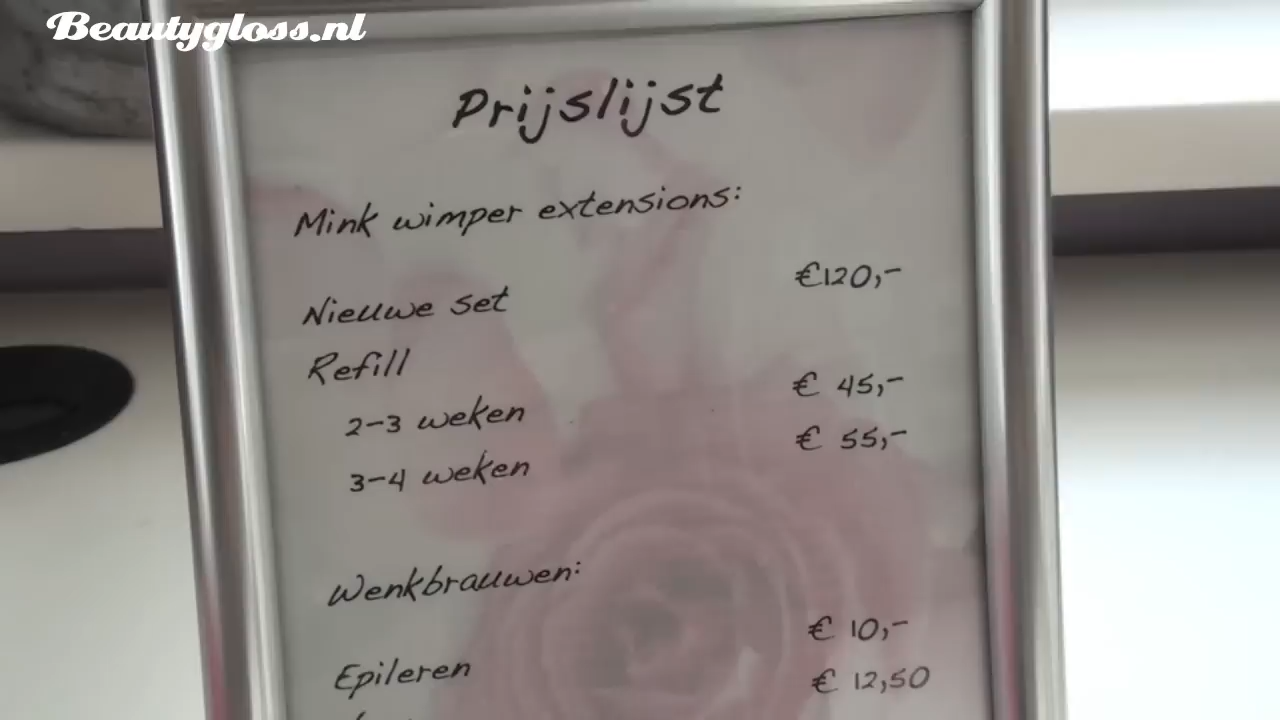 Beautygloss.nl
Prijslijst
Mink wimper extensions:
Nieuwe set €120,-
Refill
2-3 weken € 45,-
3-4 weken € 55,-
Wenkbrauwen:
Epileren € 10,-
€ 12,50